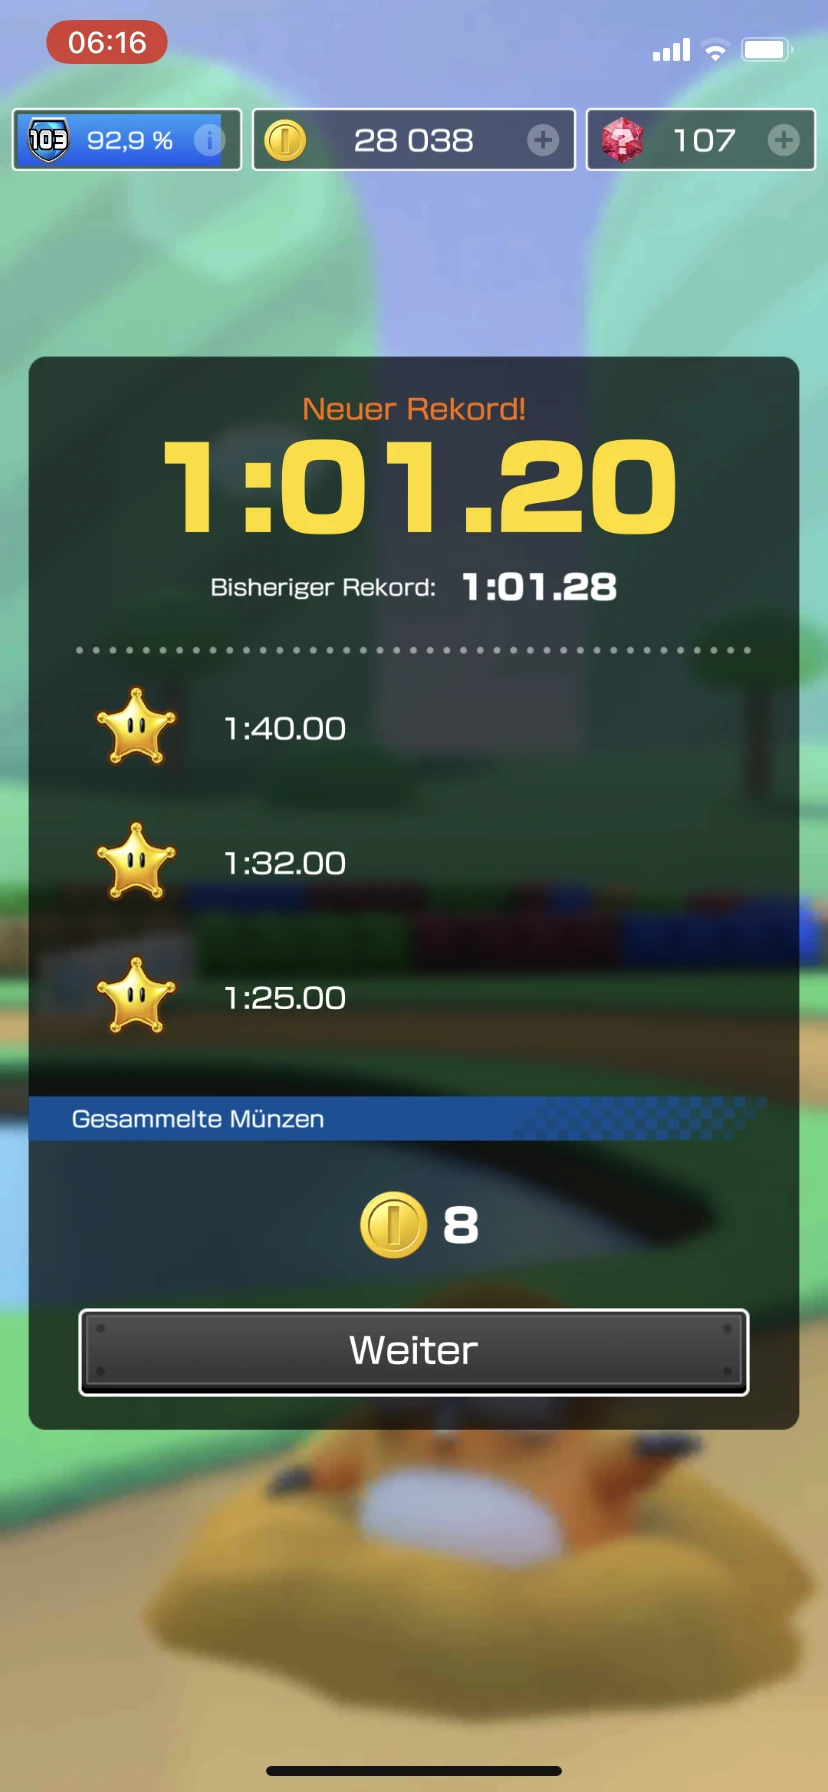 06:16
103 92,9 % i 28 038 + ? 107 +
Neuer Rekord!
1:01.20
Bisheriger Rekord: 1:01.28
1:40.00
1:32.00
1:25.00
Gesammelte Münzen
8
Weiter